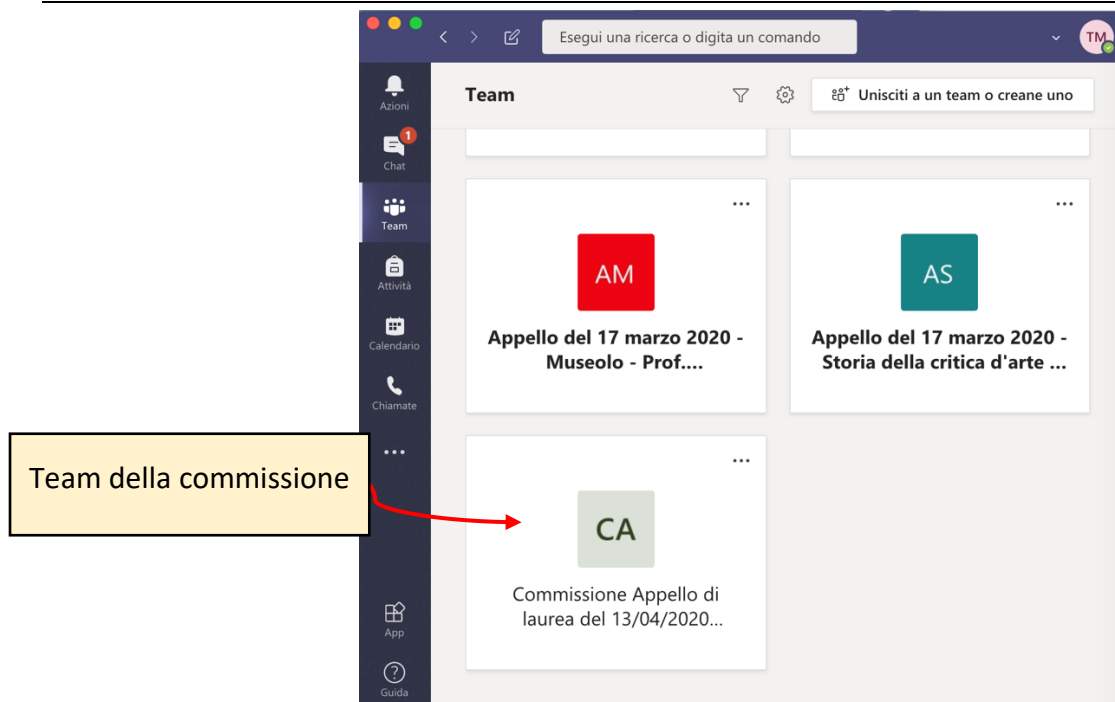 Esegui una ricerca o digita un comando
TM
Azioni
Team
Unisciti a un team o creane uno
1
Chat
Team
Attività
Calendario
Chiamate
AM
Appello del 17 marzo 2020 -
Museolo - Prof....
AS
Appello del 17 marzo 2020 -
Storia della critica d'arte ...
Team della commissione
CA
Commissione Appello di
laurea del 13/04/2020...
App
Guida